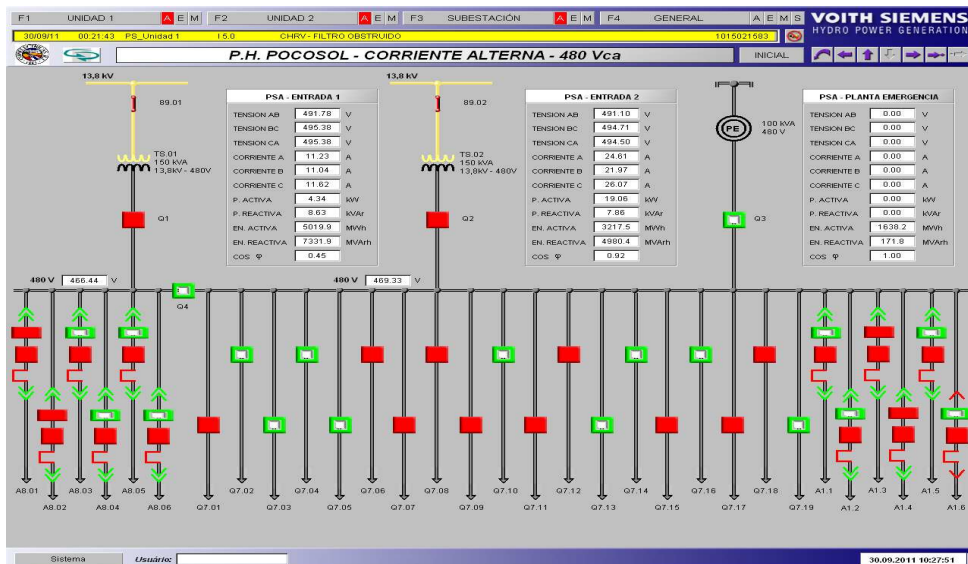 F1 UNIDAD 1 A E M F2 UNIDAD 2 A E M F3 SUBESTACIÓN A E M F4 GENERAL A E M S
VOITH SIEMENS
HYDRO POWER GENERATION
30/09/11 00:21:43 PS_Unidad 1 I 5.0 CHRV - FILTRO OBSTRUIDO 1015021583
P.H. POCOSOL - CORRIENTE ALTERNA - 480 Vca
INICIAL
13,8 kV
89.01
TS.01
150 kVA
13,8kV - 480V
Q1
480 V 466.44 V
Q4
PSA - ENTRADA 1
TENSION AB 491.78 V
TENSION BC 495.38 V
TENSION CA 495.38 V
CORRIENTE A 11.23 A
CORRIENTE B 11.04 A
CORRIENTE C 11.62 A
P. ACTIVA 4.34 kW
P. REACTIVA 8.63 kVAr
EN. ACTIVA 5019.9 MWh
EN. REACTIVA 7331.9 MVArh
COS φ 0.45
13,8 kV
89.02
TS.02
150 kVA
13,8kV - 480V
Q2
480 V 469.33 V
PSA - ENTRADA 2
TENSION AB 491.10 V
TENSION BC 494.71 V
TENSION CA 494.50 V
CORRIENTE A 24.61 A
CORRIENTE B 21.97 A
CORRIENTE C 26.07 A
P. ACTIVA 19.06 kW
P. REACTIVA 7.86 kVAr
EN. ACTIVA 3217.5 MWh
EN. REACTIVA 4980.4 MVArh
COS φ 0.92
PE
100 kVA
480 V
Q3
PSA - PLANTA EMERGENCIA
TENSION AB 0.00 V
TENSION BC 0.00 V
TENSION CA 0.00 V
CORRIENTE A 0.00 A
CORRIENTE B 0.00 A
CORRIENTE C 0.00 A
P. ACTIVA 0.00 kW
P. REACTIVA 0.00 kVAr
EN. ACTIVA 1638.2 MWh
EN. REACTIVA 171.8 MVArh
COS φ 1.00
A8.01 A8.03 A8.05 Q7.02 Q7.04 Q7.06 Q7.08 Q7.10 Q7.12 Q7.14 Q7.16 Q7.18 A1.1 A1.3 A1.5
A8.02 A8.04 A8.06 Q7.01 Q7.03 Q7.05 Q7.07 Q7.09 Q7.11 Q7.13 Q7.15 Q7.17 Q7.19 A1.2 A1.4 A1.6
Sistema Usuário: 30.09.2011 10:27:51